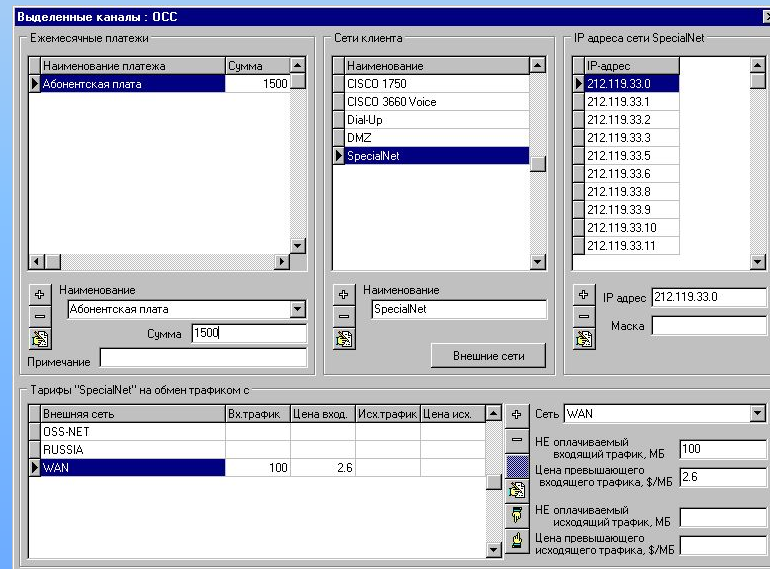 Выделенные каналы : ОСС
Ежемесячные платежи
Наименование платежа Сумма
Абонентская плата 1500
Наименование
Абонентская плата
Сумма 1500
Примечание
Сети клиента
Наименование
CISCO 1750
CISCO 3660 Voice
Dial-Up
DMZ
SpecialNet
Наименование
SpecialNet
Внешние сети
IP адреса сети SpecialNet
IP-адрес
212.119.33.0
212.119.33.1
212.119.33.2
212.119.33.3
212.119.33.5
212.119.33.6
212.119.33.8
212.119.33.9
212.119.33.10
212.119.33.11
IP адрес 212.119.33.0
Маска
Тарифы "SpecialNet" на обмен трафиком с
Внешняя сеть Вх.трафик Цена вход. Исх.трафик Цена исх.
OSS-NET
RUSSIA
WAN 100 2.6
Сеть WAN
НЕ оплачиваемый
входящий трафик, МБ 100
Цена превышающего
входящего трафика, $/МБ 2.6
НЕ оплачиваемый
исходящий трафик, МБ
Цена превышающего
исходящего трафика, $/МБ